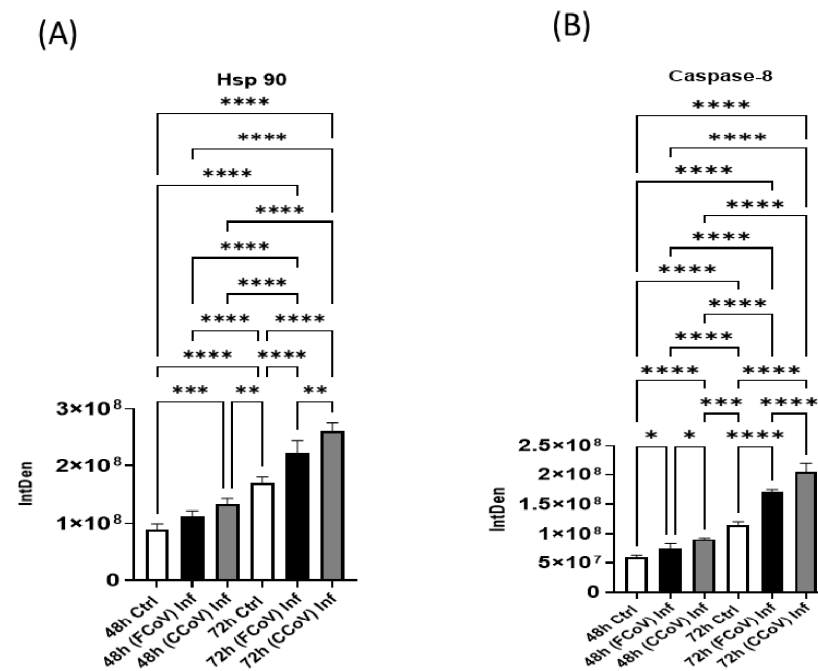 (A)
Hsp 90
****
****
****
****
****
****
**** ****
**** ****
*** ** **
3×10⁸
2×10⁸
1×10⁸
0
IntDen
48h Ctrl
48h (FCoV) Inf
48h (CCoV) Inf
72h Ctrl
72h (FCoV) Inf
72h (CCoV) Inf
(B)
Caspase-8
****
****
****
****
****
****
****
****
**** ****
*** ****
* * ****
2.5×10⁸
2×10⁸
1.5×10⁸
1×10⁸
5×10⁷
0
IntDen
48h Ctrl
48h (FCoV) Inf
48h (CCoV) Inf
72h Ctrl
72h (FCoV) Inf
72h (CCoV) Inf